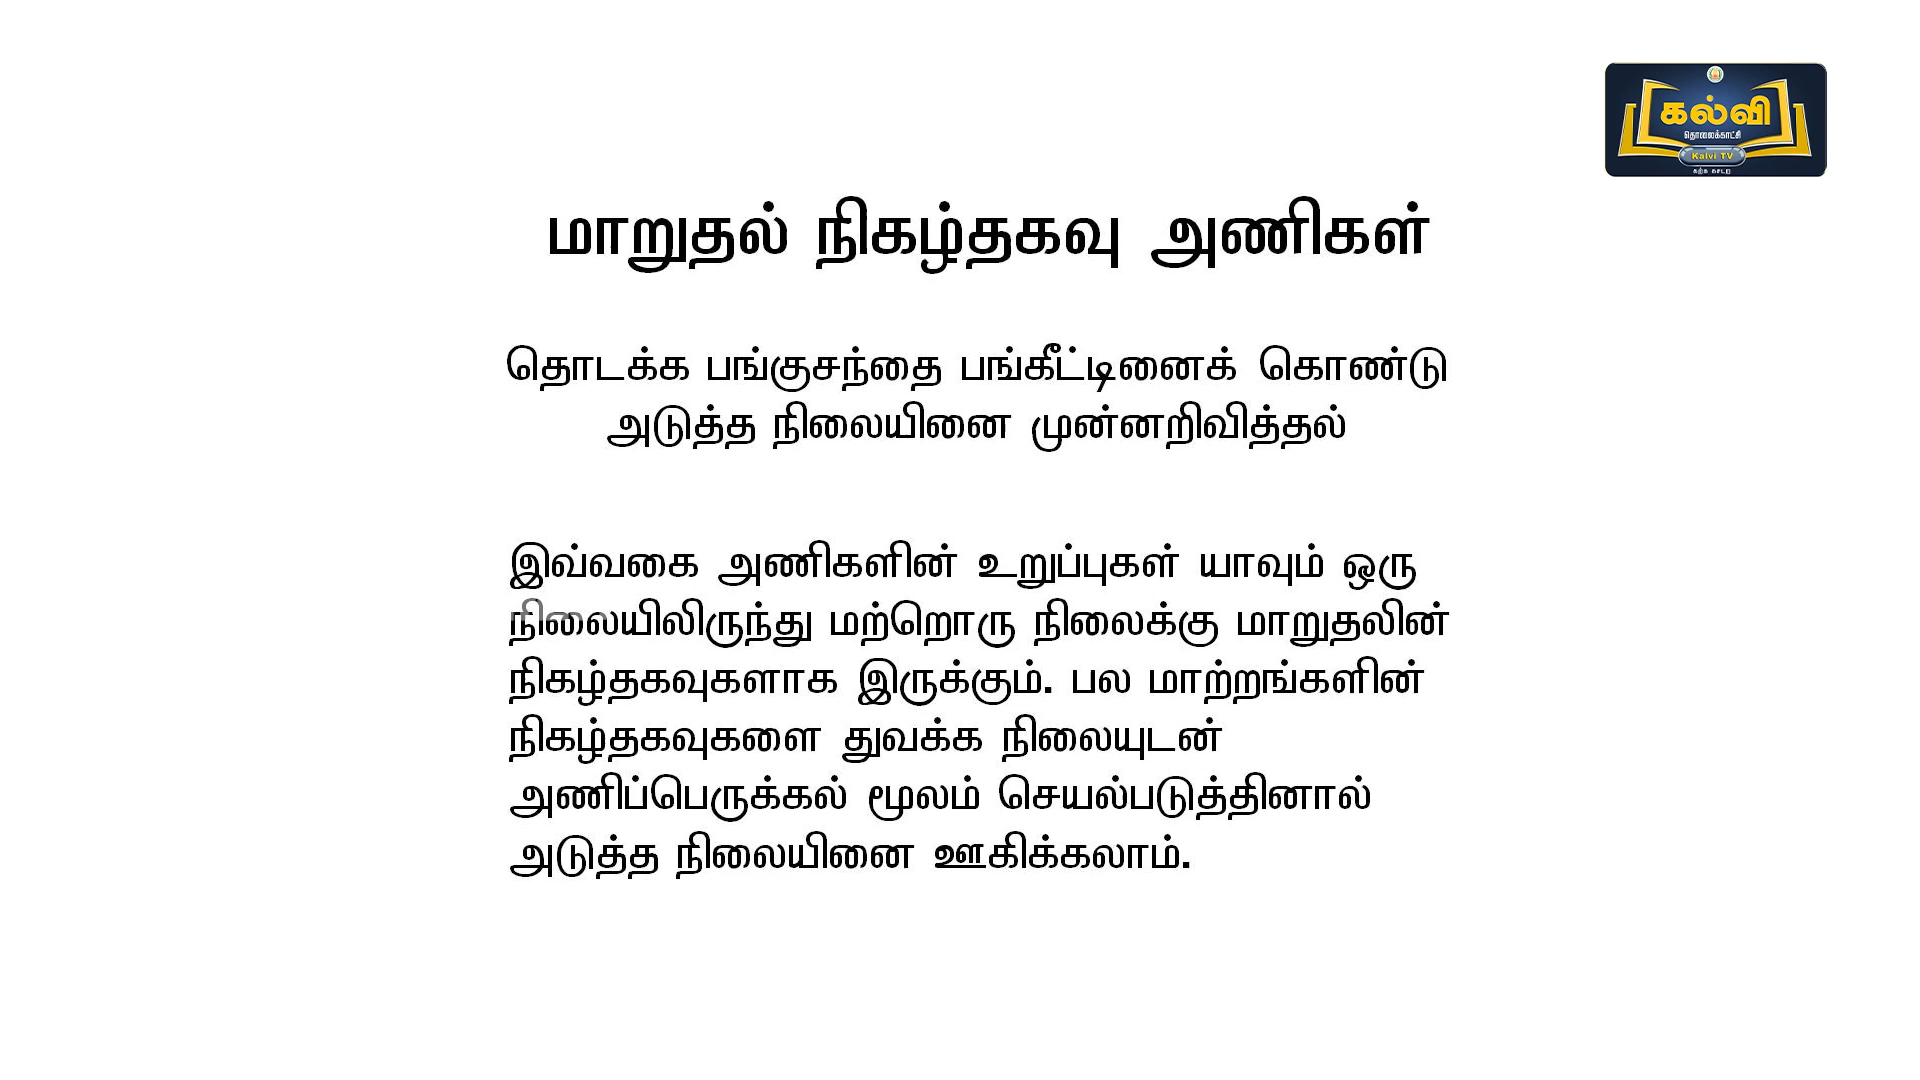 கல்வி
தொலைக்காட்சி
Kalvi TV
கற்க கசடற
மாறுதல் நிகழ்தகவு அணிகள்
தொடக்க பங்குசந்தை பங்கீட்டினைக் கொண்டு
அடுத்த நிலையினை முன்னறிவித்தல்
இவ்வகை அணிகளின் உறுப்புகள் யாவும் ஒரு
நிலையிலிருந்து மற்றொரு நிலைக்கு மாறுதலின்
நிகழ்தகவுகளாக இருக்கும். பல மாற்றங்களின்
நிகழ்தகவுகளை துவக்க நிலையுடன்
அணிப்பெருக்கல் மூலம் செயல்படுத்தினால்
அடுத்த நிலையினை ஊகிக்கலாம்.